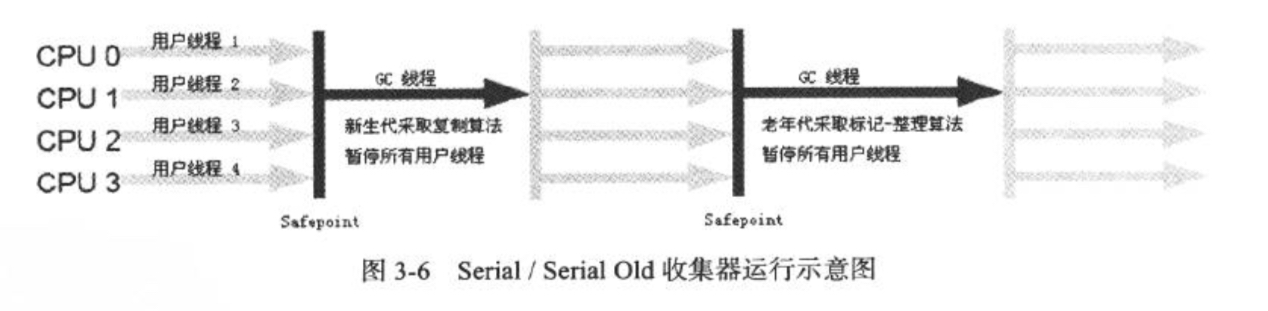 CPU 0 用户线程 1
CPU 1 用户线程 2
CPU 2 用户线程 3
CPU 3 用户线程 4
Safepoint
GC 线程
新生代采取复制算法
暂停所有用户线程
Safepoint
GC 线程
老年代采取标记-整理算法
暂停所有用户线程
图 3-6 Serial / Serial Old 收集器运行示意图